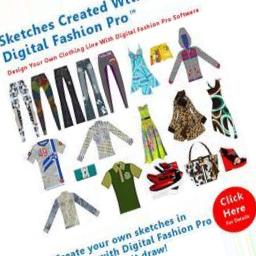 Sketches Created With
Digital Fashion Pro™
Design Your Own Clothing Line With Digital Fashion Pro Software
Click
Here
For Details
Create your own sketches in
with Digital Fashion Pro
draw!